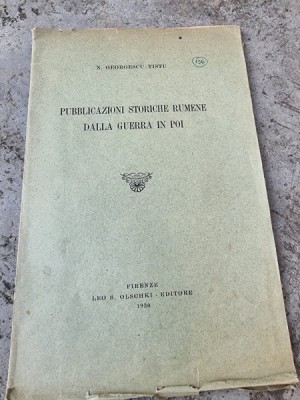 N. GEORGESCU-TISTU
PUBBLICAZIONI STORICHE RUMENE
DALLA GUERRA IN POI
FIRENZE
LEO S. OLSCHKI - EDITORE
1930